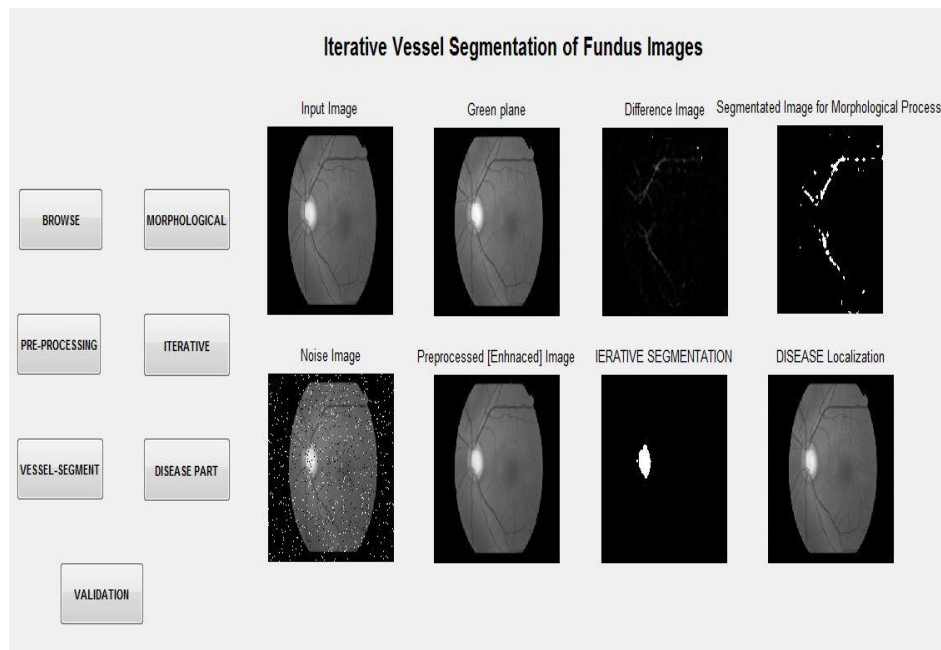 Iterative Vessel Segmentation of Fundus Images
Input Image
Green plane
Difference Image
Segmentated Image for Morphological Process
BROWSE
MORPHOLOGICAL
PRE-PROCESSING
ITERATIVE
Noise Image
Preprocessed [Enhnaced] Image
IERATIVE SEGMENTATION
DISEASE Localization
VESSEL-SEGMENT
DISEASE PART
VALIDATION